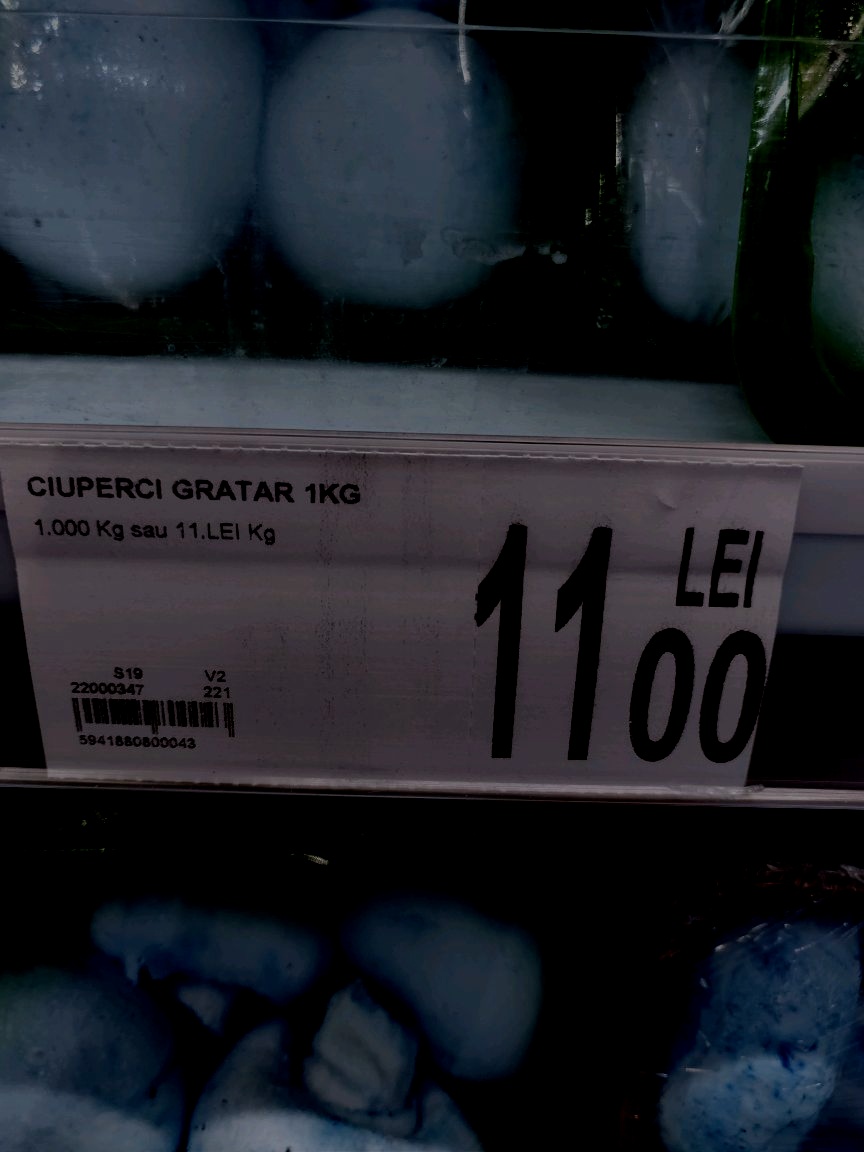 CIUPERCI GRATAR 1KG
1.000 Kg sau 11.LEI Kg
11 00 LEI
S19 V2
22000347 221
5941880800043